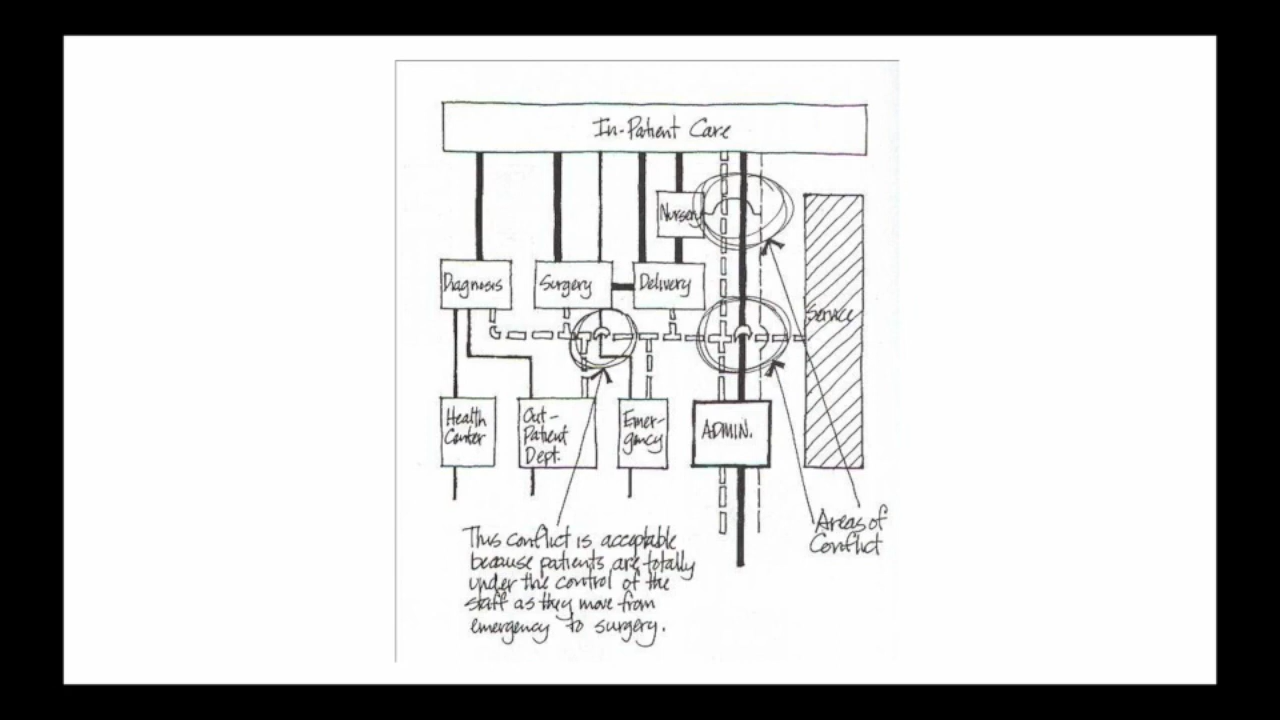 In-Patient Care
Nursery
Diagnosis
Surgery
Delivery
Service
Health
Center
Out-
Patient
Dept.
Emer-
gency
ADMIN.
Areas of
Conflict
This conflict is acceptable
because patients are totally
under the control of the
staff as they move from
emergency to surgery.